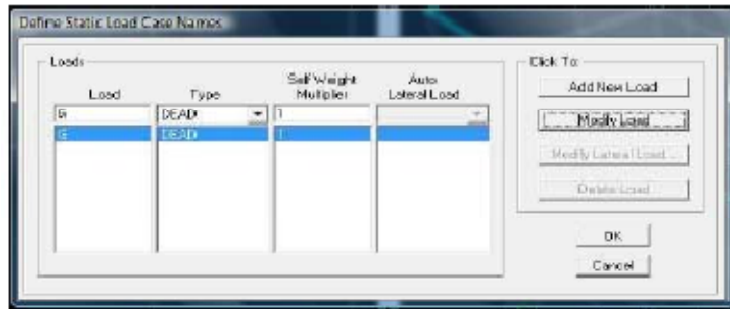 Define Static Load Case Names
Loads
Click To:
Load
Type
Self Weight Multiplier
Auto Lateral Load
G
DEAD
1
G
DEAD
1
Add New Load
Modify Load
Modify Lateral Load...
Delete Load
OK
Cancel